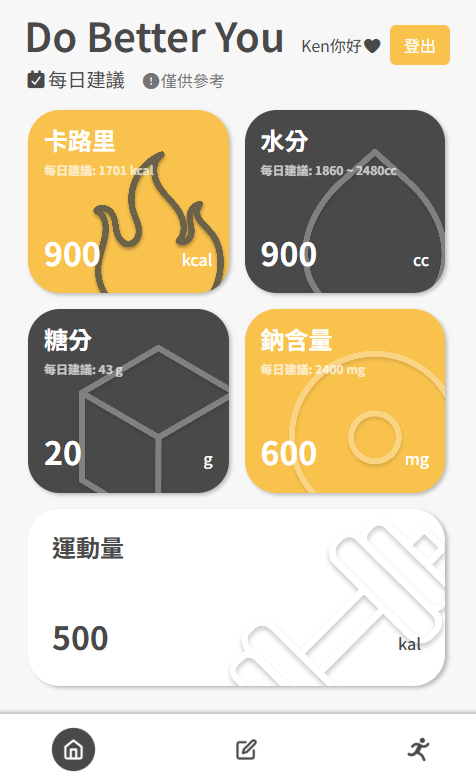 Do Better You Ken你好 登出
每日建議 僅供參考
卡路里
每日建議: 1701 kcal
900 kcal
水分
每日建議: 1860 ~ 2480cc
900 cc
糖分
每日建議: 43 g
20 g
鈉含量
每日建議: 2400 mg
600 mg
運動量
500 kal